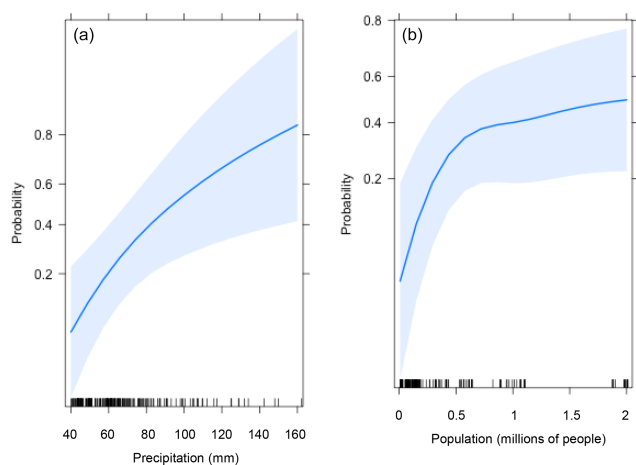 (a)
Probability
0.8
0.6
0.4
0.2
40 60 80 100 120 140 160
Precipitation (mm)
(b)
Probability
0.8
0.6
0.4
0.2
0 0.5 1 1.5 2
Population (millions of people)